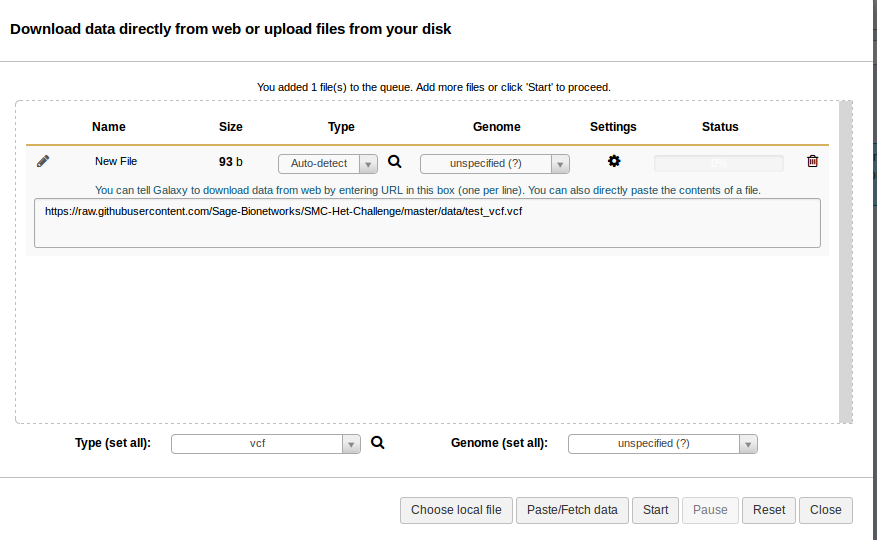 Download data directly from web or upload files from your disk
You added 1 file(s) to the queue. Add more files or click 'Start' to proceed.
Name Size Type Genome Settings Status
New File 93 b Auto-detect unspecified (?) 0%
You can tell Galaxy to download data from web by entering URL in this box (one per line). You can also directly paste the contents of a file.
https://raw.githubusercontent.com/Sage-Bionetworks/SMC-Het-Challenge/master/data/test_vcf.vcf
Type (set all): vcf Genome (set all): unspecified (?)
Choose local file Paste/Fetch data Start Pause Reset Close